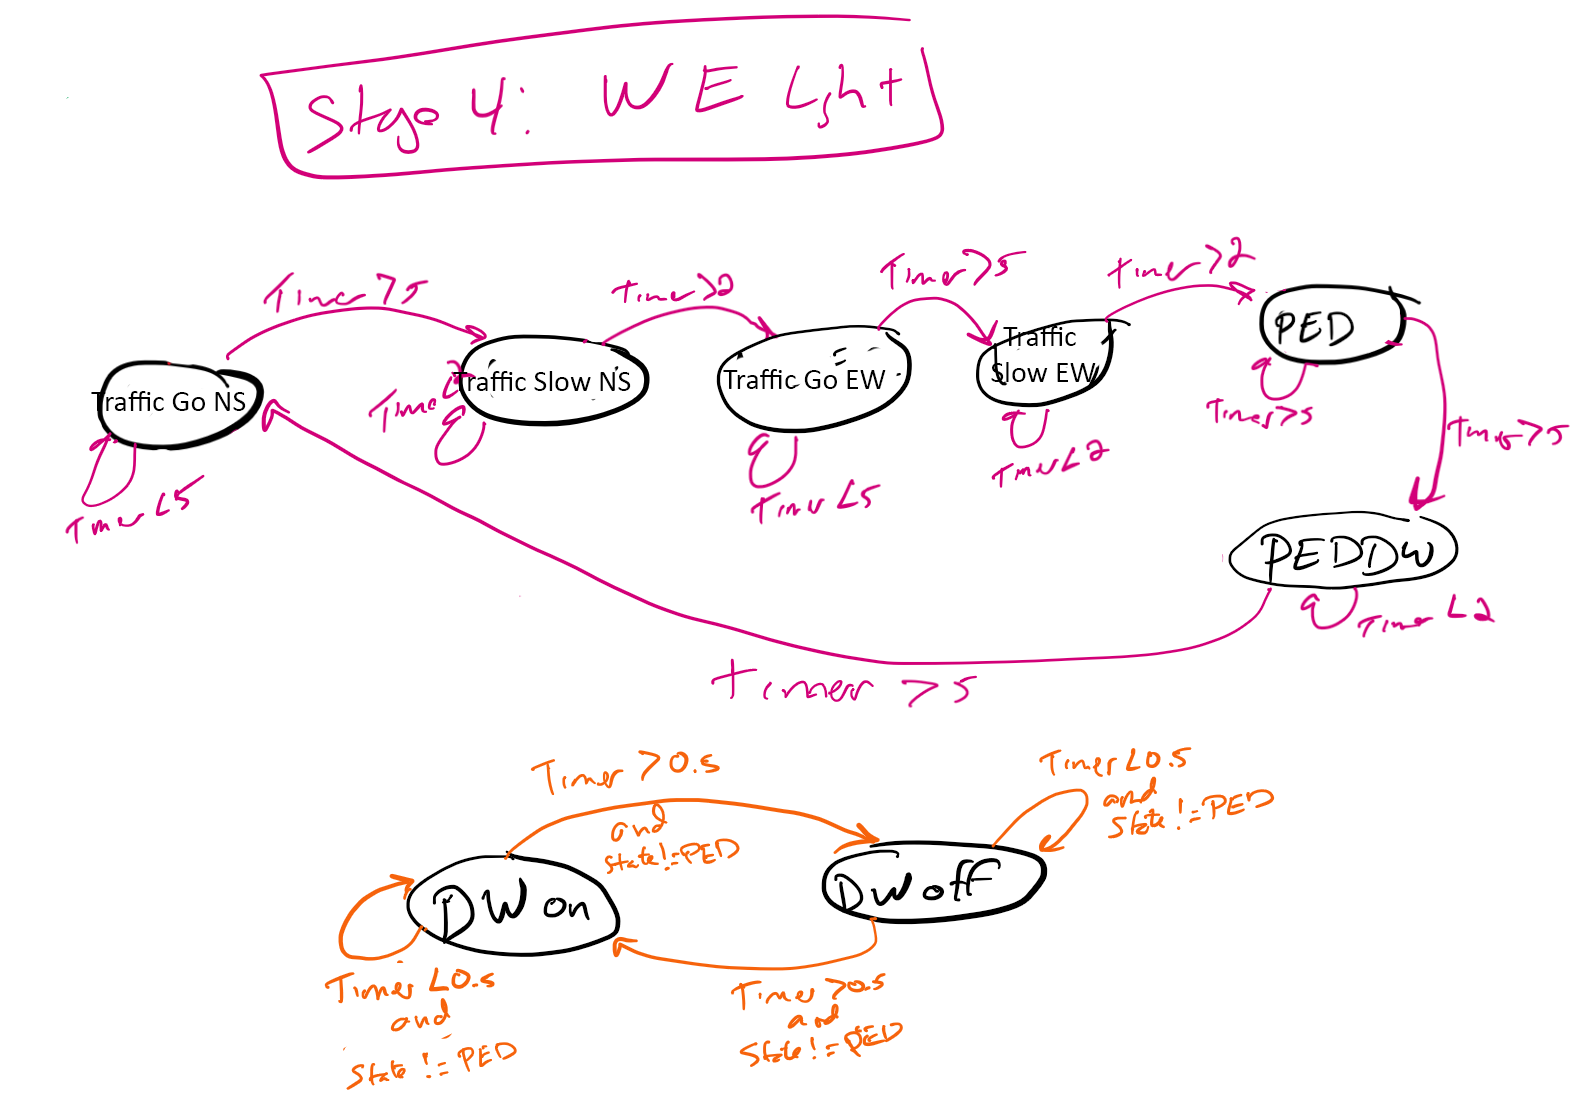 Stage 4: WE Light
Timer >5
Timer >2
Timer >5
Timer >2
Traffic Go NS
Traffic Slow NS
Traffic Go EW
Traffic
Slow EW
PED
Timer <5
Timer
Timer <5
Timer <2
Timer >5
Timer >5
PEDDW
Timer <2
timer >5
Timer >0.5
and
State != PED
Timer <0.5
and
State != PED
DW on
DW off
Timer <0.5
and
State != PED
Timer >0.5
and
State != PED